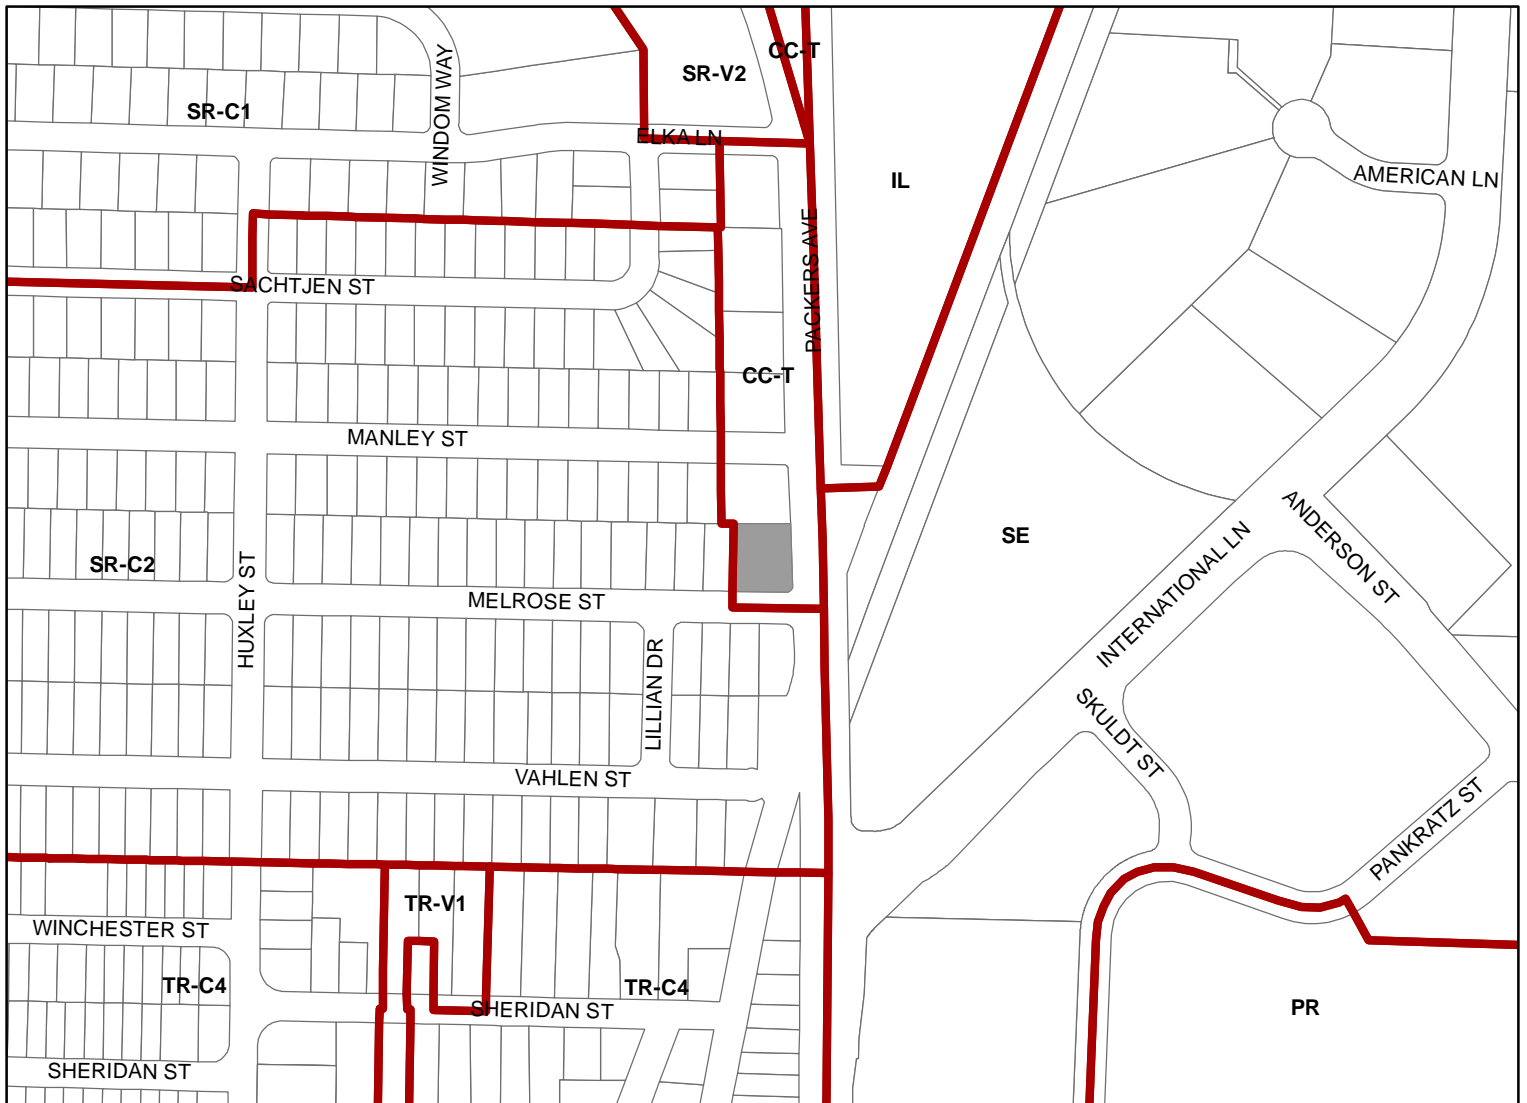 CC-T
SR-V2
WINDOM WAY
SR-C1
ELKA LN
IL
AMERICAN LN
PACKERS AVE
SACHTJEN ST
CC-T
MANLEY ST
SE
ANDERSON ST
INTERNATIONAL LN
SR-C2
HUXLEY ST
MELROSE ST
LILLIAN DR
SKULDT ST
VAHLEN ST
PANKRATZ ST
TR-V1
WINCHESTER ST
TR-C4
TR-C4
SHERIDAN ST
PR
SHERIDAN ST